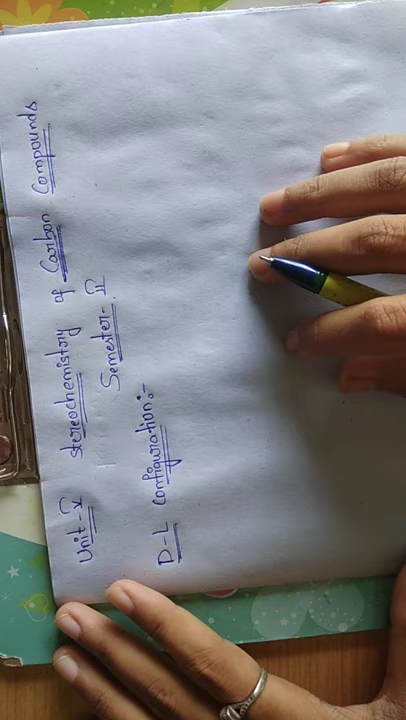 Unit-V stereochemistry of Carbon Compounds
Semester-II
D-L Configuration:-